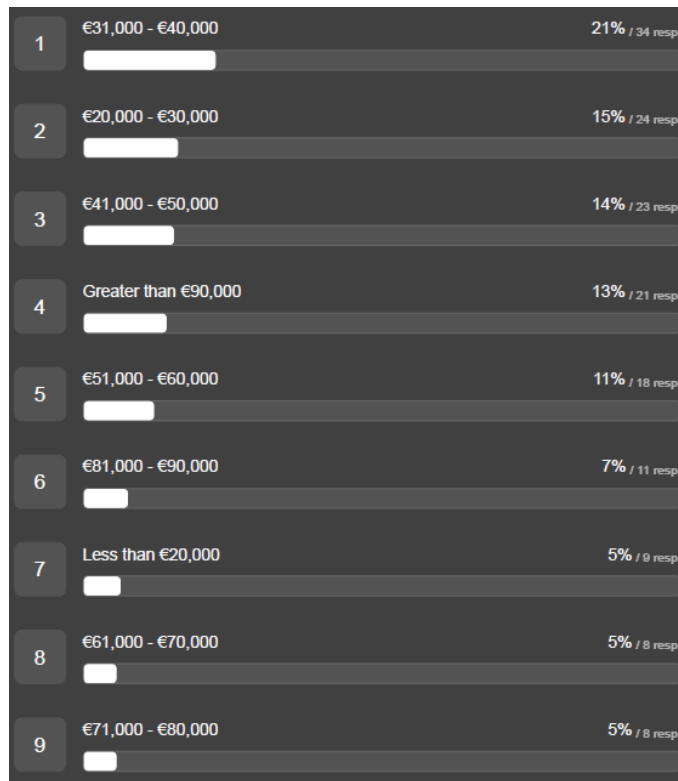 1 €31,000 - €40,000 21% / 34 resp
2 €20,000 - €30,000 15% / 24 resp
3 €41,000 - €50,000 14% / 23 resp
4 Greater than €90,000 13% / 21 resp
5 €51,000 - €60,000 11% / 18 resp
6 €81,000 - €90,000 7% / 11 resp
7 Less than €20,000 5% / 9 resp
8 €61,000 - €70,000 5% / 8 resp
9 €71,000 - €80,000 5% / 8 resp